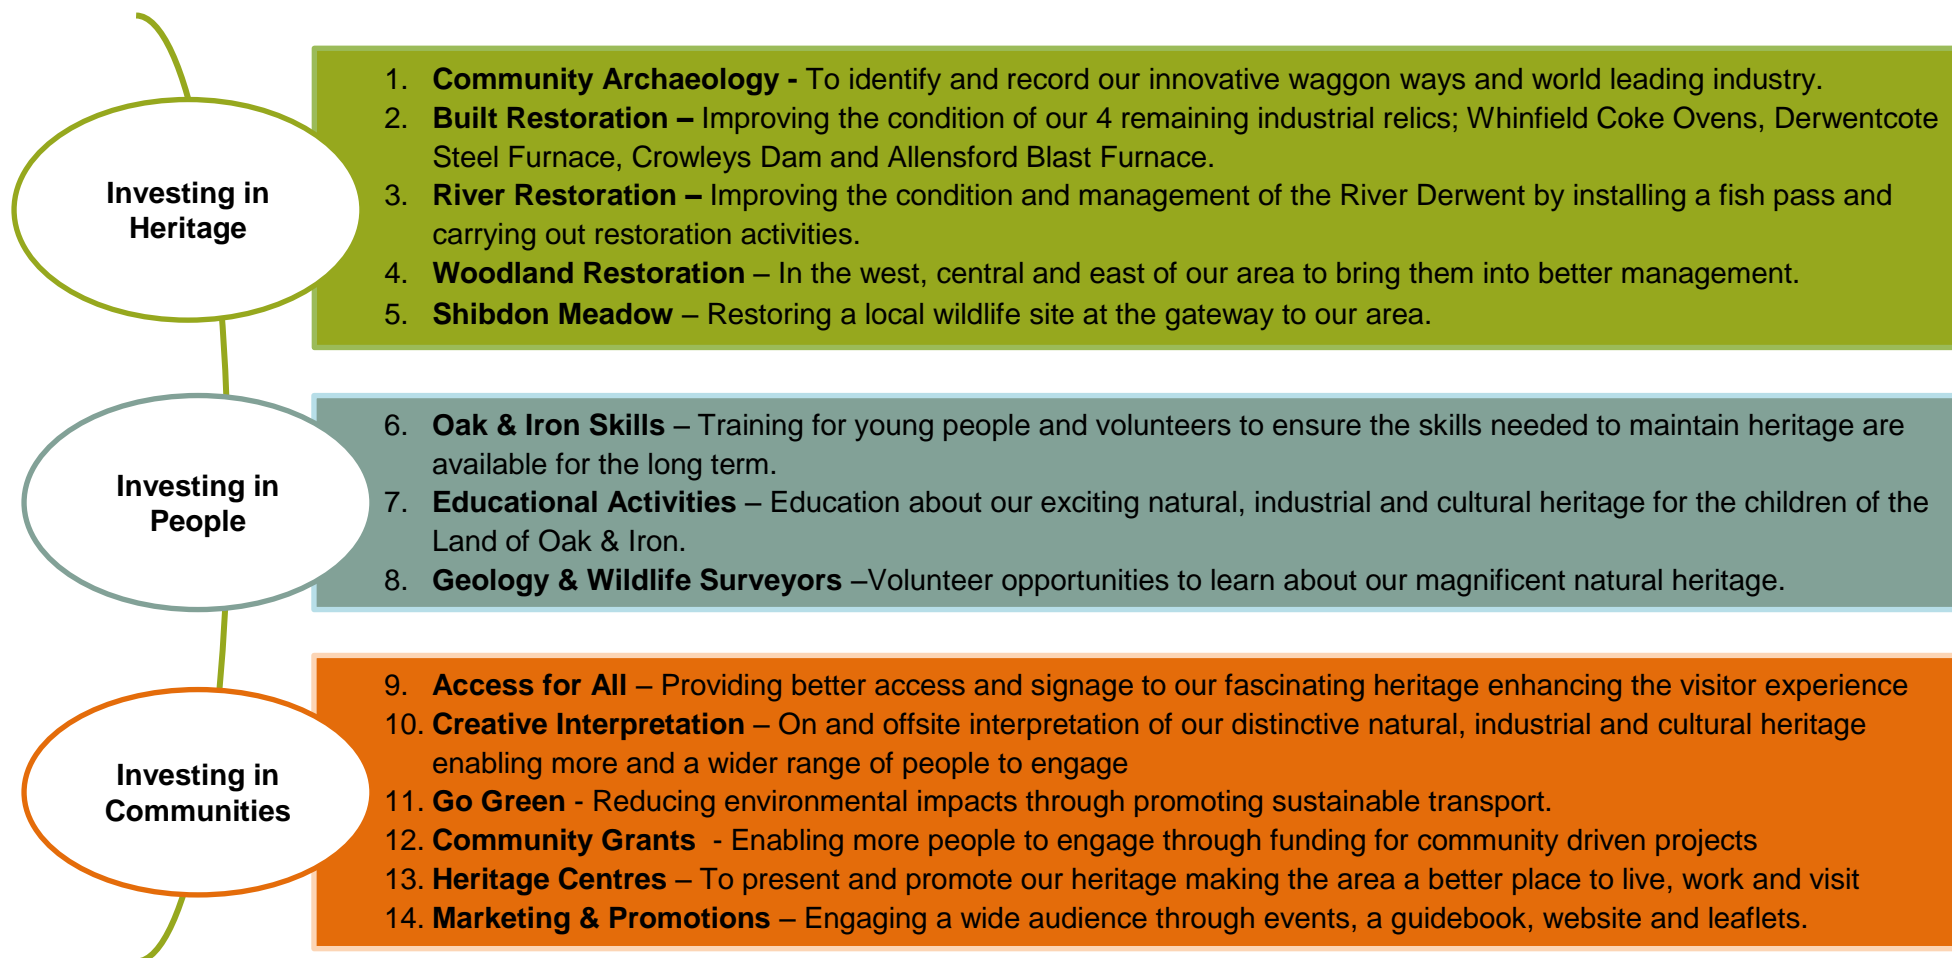 Investing in
Heritage
1. Community Archaeology - To identify and record our innovative waggon ways and world leading industry.
2. Built Restoration – Improving the condition of our 4 remaining industrial relics; Whinfield Coke Ovens, Derwentcote
Steel Furnace, Crowleys Dam and Allensford Blast Furnace.
3. River Restoration – Improving the condition and management of the River Derwent by installing a fish pass and
carrying out restoration activities.
4. Woodland Restoration – In the west, central and east of our area to bring them into better management.
5. Shibdon Meadow – Restoring a local wildlife site at the gateway to our area.
Investing in
People
6. Oak & Iron Skills – Training for young people and volunteers to ensure the skills needed to maintain heritage are
available for the long term.
7. Educational Activities – Education about our exciting natural, industrial and cultural heritage for the children of the
Land of Oak & Iron.
8. Geology & Wildlife Surveyors –Volunteer opportunities to learn about our magnificent natural heritage.
Investing in
Communities
9. Access for All – Providing better access and signage to our fascinating heritage enhancing the visitor experience
10. Creative Interpretation – On and offsite interpretation of our distinctive natural, industrial and cultural heritage
enabling more and a wider range of people to engage
11. Go Green - Reducing environmental impacts through promoting sustainable transport.
12. Community Grants - Enabling more people to engage through funding for community driven projects
13. Heritage Centres – To present and promote our heritage making the area a better place to live, work and visit
14. Marketing & Promotions – Engaging a wide audience through events, a guidebook, website and leaflets.